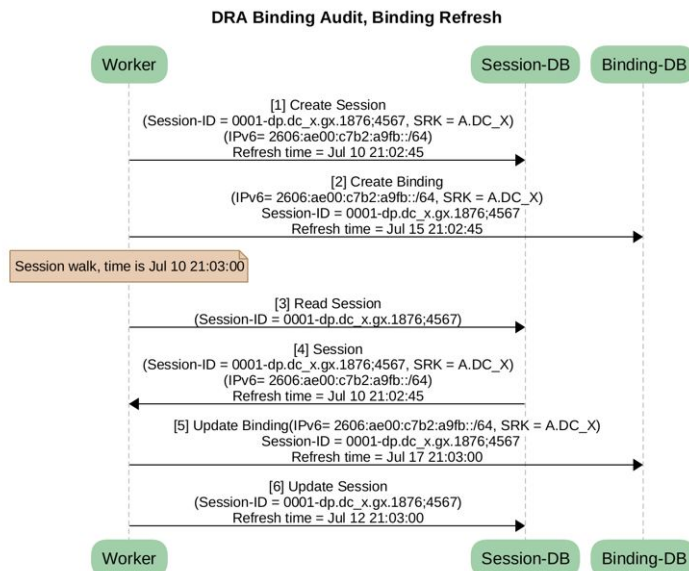 DRA Binding Audit, Binding Refresh
Worker
Session-DB
Binding-DB
[1] Create Session
(Session-ID = 0001-dp.dc_x.gx.1876;4567, SRK = A.DC_X)
(IPv6= 2606:ae00:c7b2:a9fb::/64)
Refresh time = Jul 10 21:02:45
[2] Create Binding
(IPv6= 2606:ae00:c7b2:a9fb::/64, SRK = A.DC_X)
Session-ID = 0001-dp.dc_x.gx.1876;4567
Refresh time = Jul 15 21:02:45
Session walk, time is Jul 10 21:03:00
[3] Read Session
(Session-ID = 0001-dp.dc_x.gx.1876;4567)
[4] Session
(Session-ID = 0001-dp.dc_x.gx.1876;4567, SRK = A.DC_X)
(IPv6= 2606:ae00:c7b2:a9fb::/64)
Refresh time = Jul 10 21:02:45
[5] Update Binding(IPv6= 2606:ae00:c7b2:a9fb::/64, SRK = A.DC_X)
Session-ID = 0001-dp.dc_x.gx.1876;4567
Refresh time = Jul 17 21:03:00
[6] Update Session
(Session-ID = 0001-dp.dc_x.gx.1876;4567)
Refresh time = Jul 12 21:03:00
Worker
Session-DB
Binding-DB